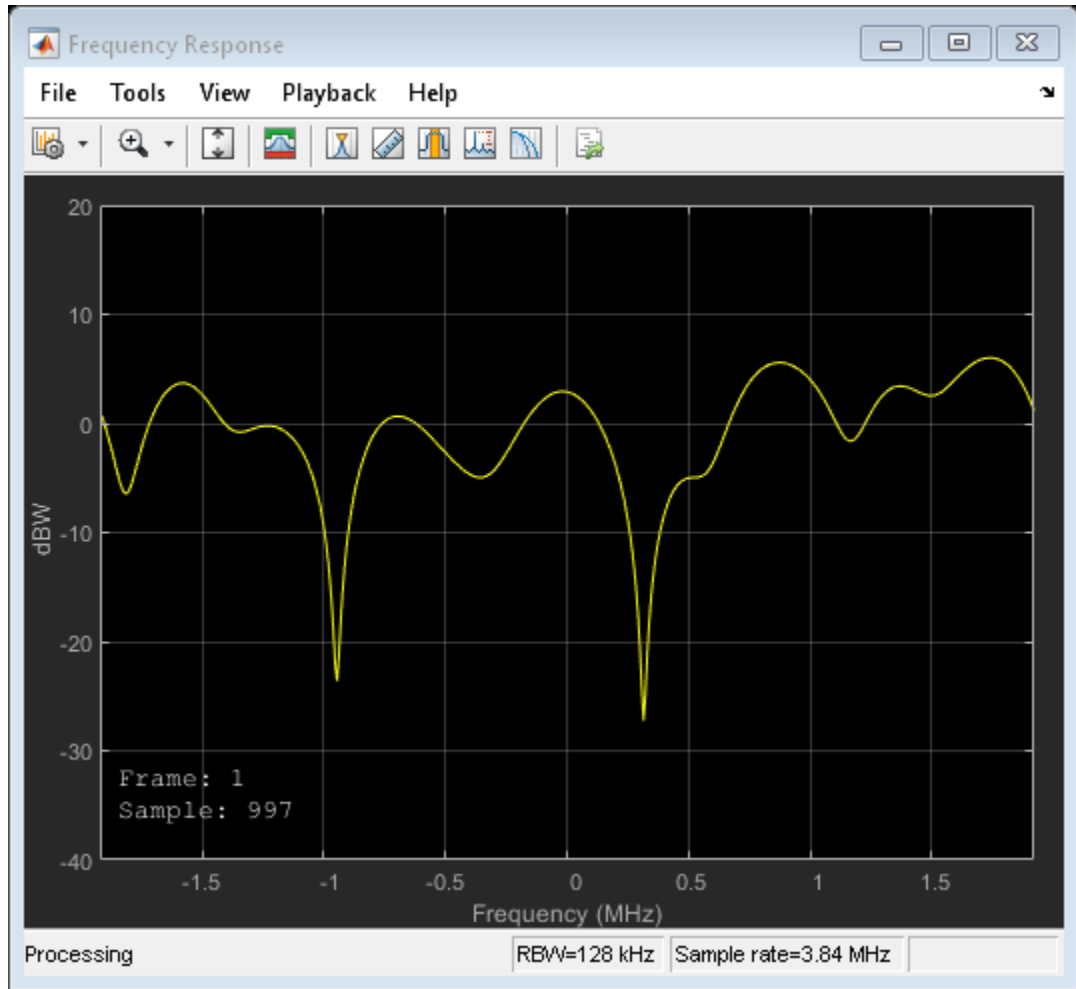 Frequency Response
File Tools View Playback Help
20
10
0
-10
-20
-30
-40
dBW
Frame: 1
Sample: 997
-1.5 -1 -0.5 0 0.5 1 1.5
Frequency (MHz)
Processing RBW=128 kHz Sample rate=3.84 MHz